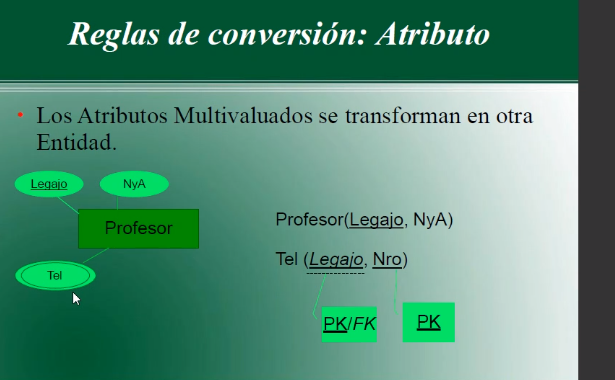 Reglas de conversión: Atributo
• Los Atributos Multivaluados se transforman en otra
Entidad.
Legajo
NyA
Profesor
Tel
Profesor(Legajo, NyA)
Tel (Legajo, Nro)
PK/FK
PK